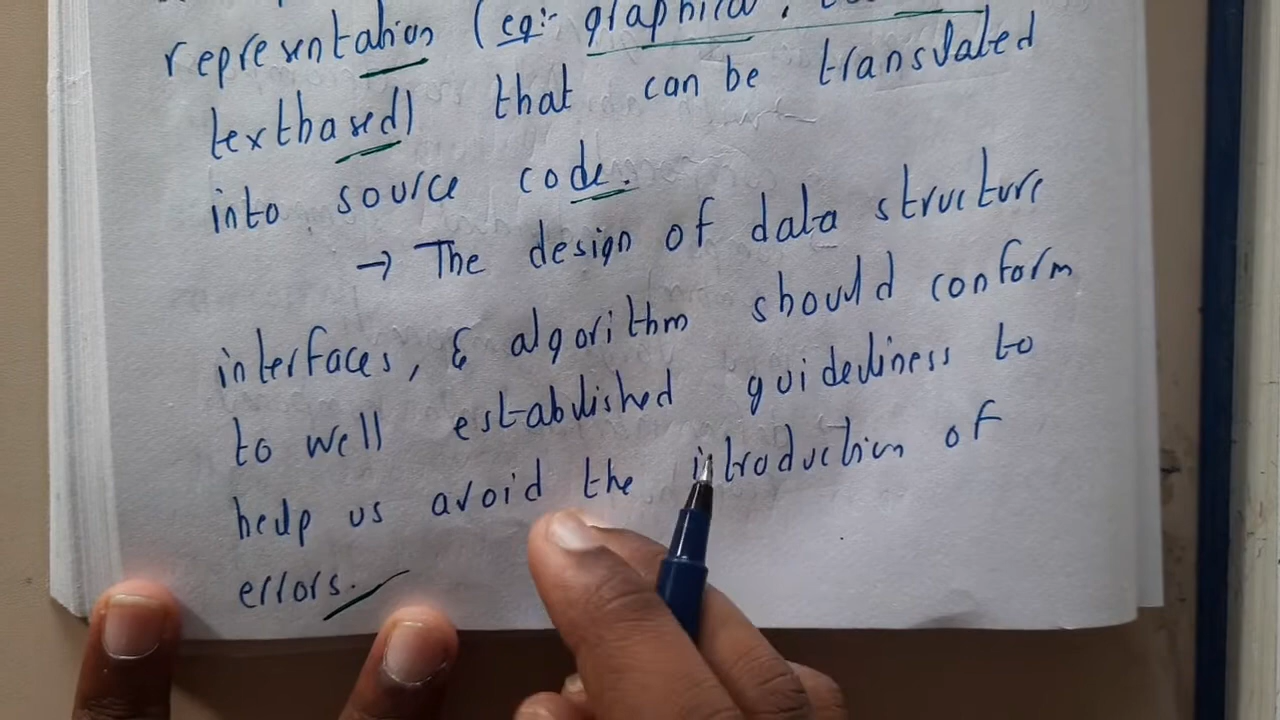 representation (eg:- graphical,
textbased) that can be translated
into source code.
→ The design of data structure
interfaces, & algorithm should conform
to well established guideliness to
help us avoid the itroduction of
errors.